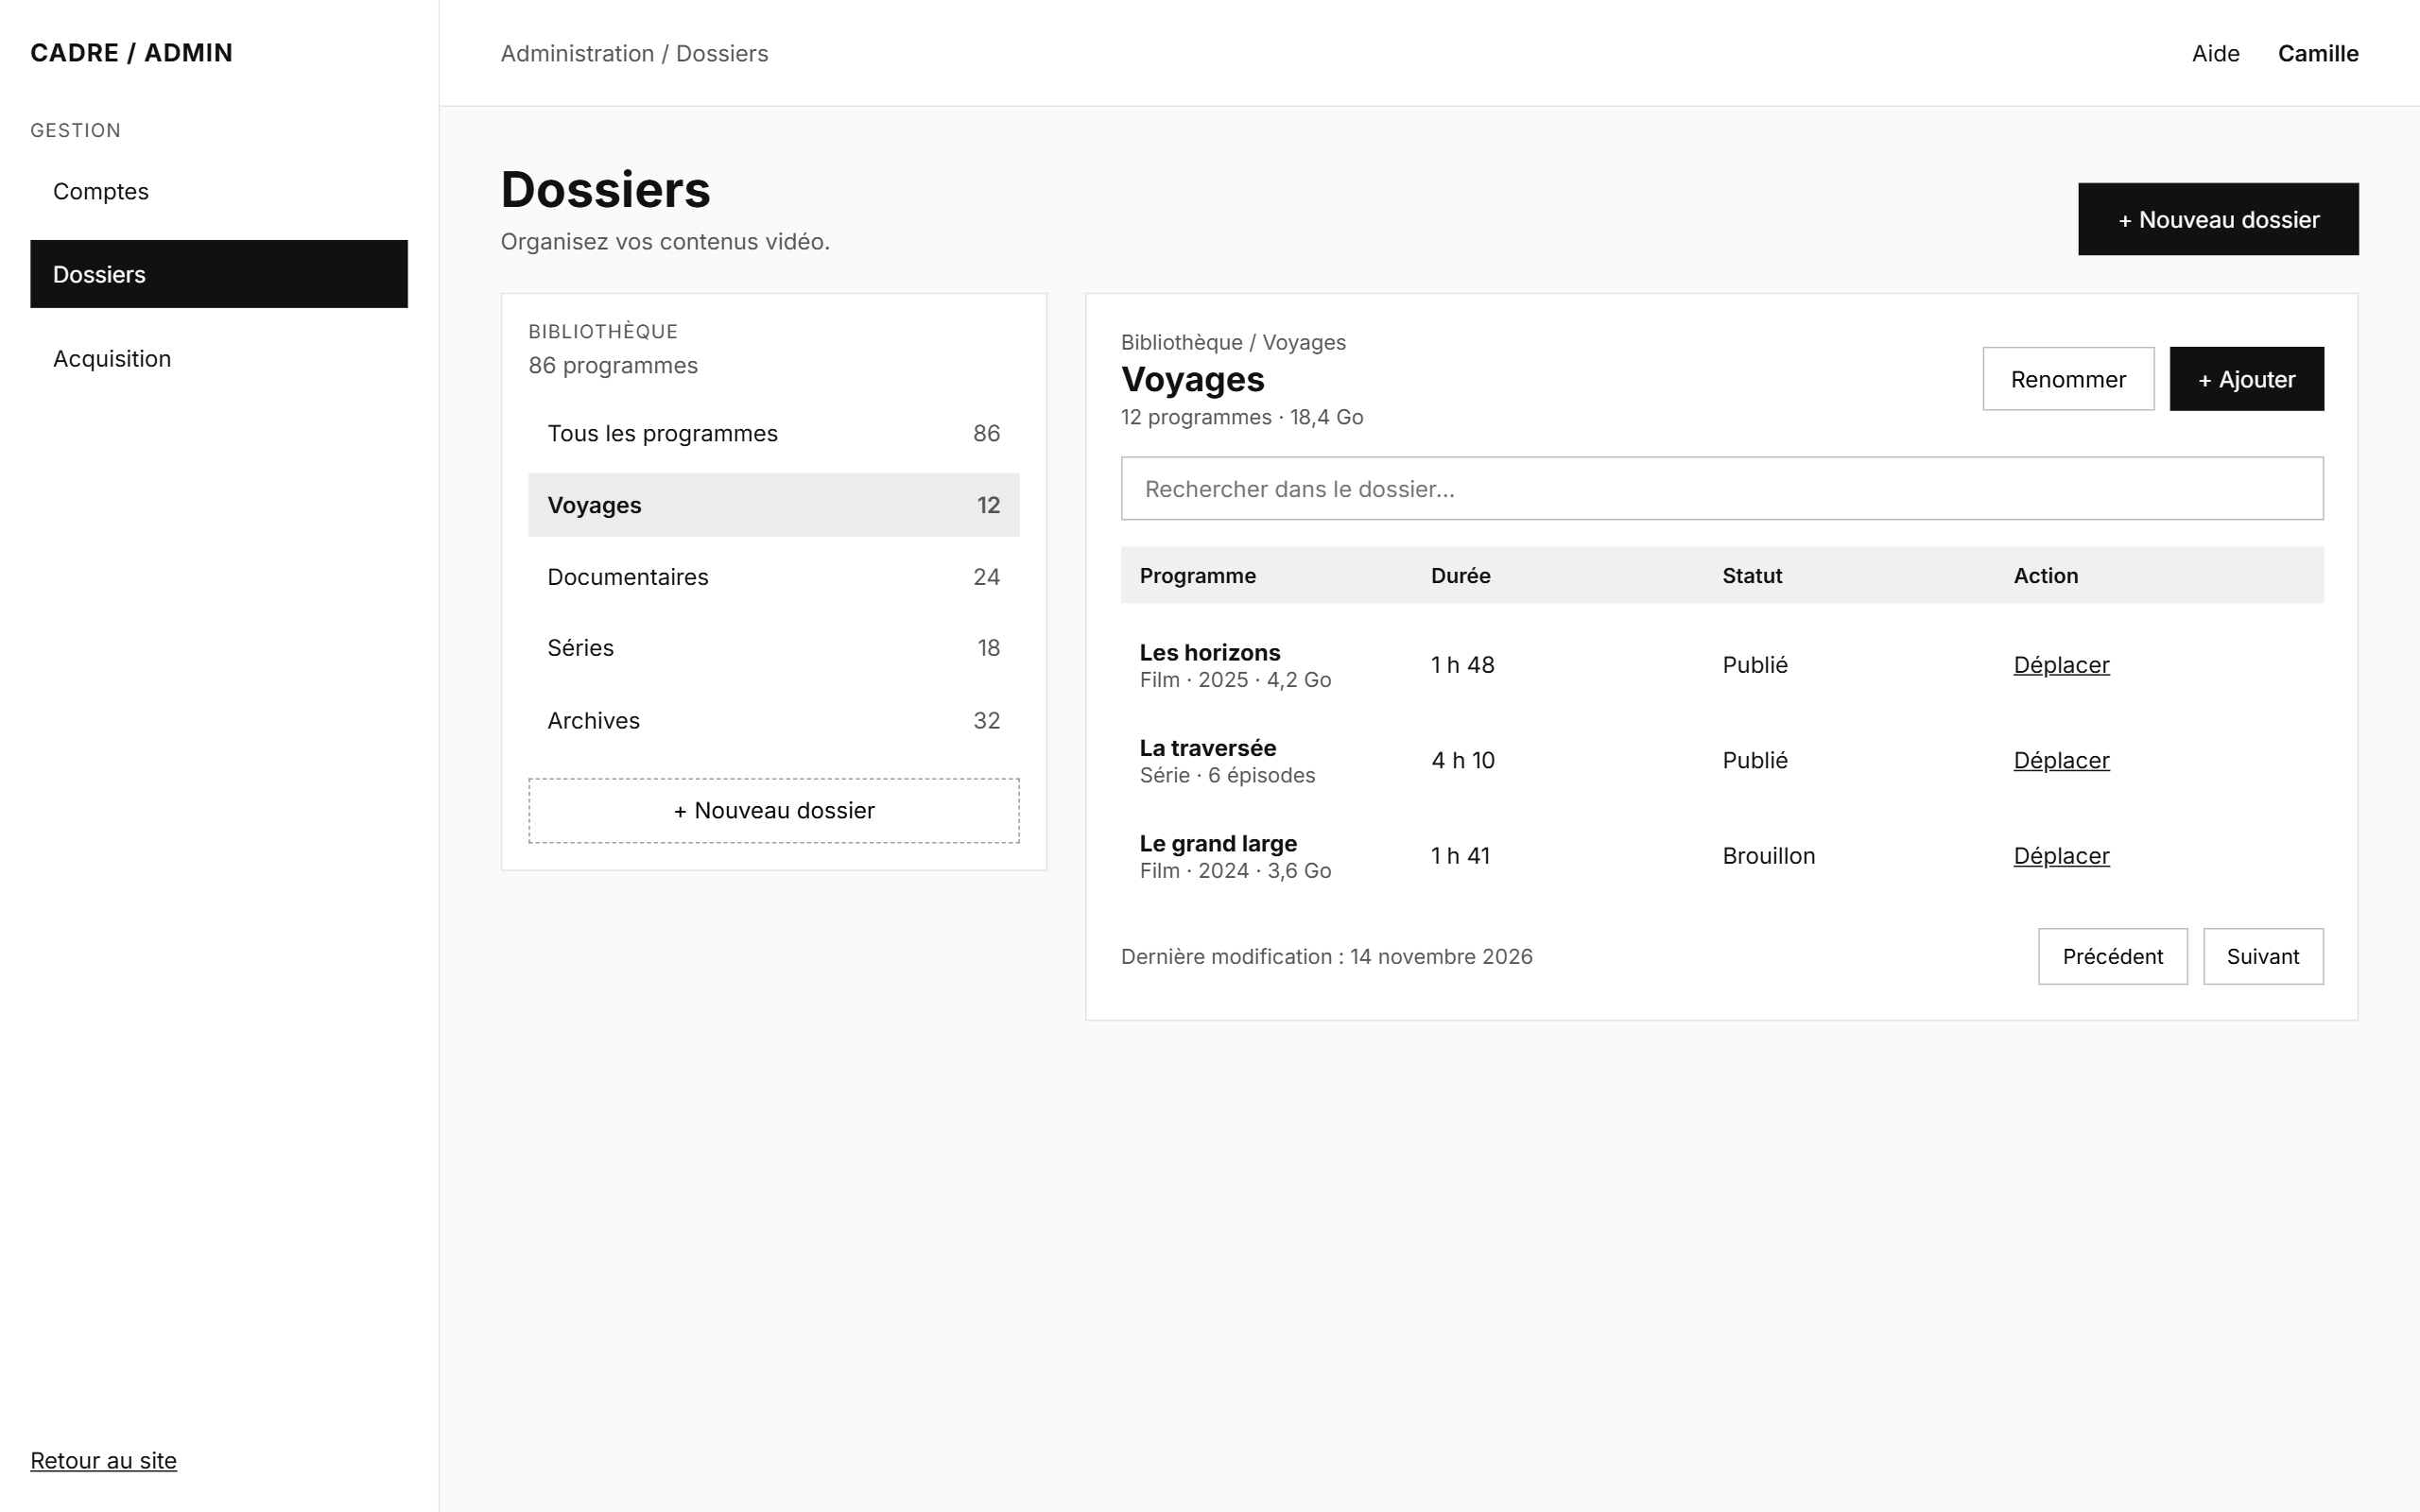 CADRE / ADMIN
GESTION
Comptes
Dossiers
Acquisition
Retour au site
Administration / Dossiers
Aide Camille
Dossiers
Organisez vos contenus vidéo.
+ Nouveau dossier
BIBLIOTHÈQUE
86 programmes
Tous les programmes 86
Voyages 12
Documentaires 24
Séries 18
Archives 32
+ Nouveau dossier
Bibliothèque / Voyages
Voyages
12 programmes · 18,4 Go
Renommer + Ajouter
Rechercher dans le dossier...
Programme Durée Statut Action
Les horizons
Film · 2025 · 4,2 Go
1 h 48 Publié Déplacer
La traversée
Série · 6 épisodes
4 h 10 Publié Déplacer
Le grand large
Film · 2024 · 3,6 Go
1 h 41 Brouillon Déplacer
Dernière modification : 14 novembre 2026
Précédent Suivant